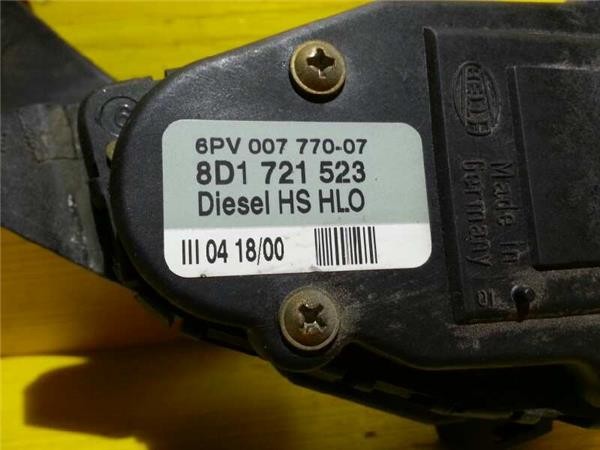 6PV 007 770-07
8D1 721 523
Diesel HS HLO
III 04 18/00
HELLA
Made In
Germany